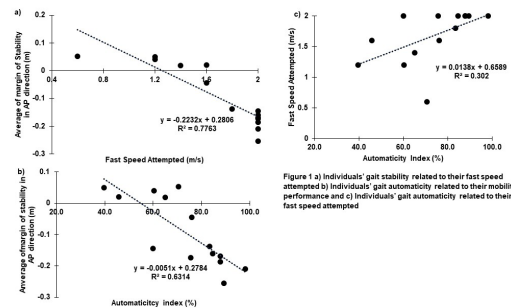 a)
0.2
0.1
0
-0.1
-0.2
-0.3
Average of margin of Stability
in AP direction (m)
0.4 0.8 1.2 1.6 2
y = -0.2232x + 0.2806
R² = 0.7763
Fast Speed Attempted (m/s)
b)
0.1
0
-0.1
-0.2
-0.3
Anverage ofmargin of stability in
AP direction (m)
20.0 40.0 60.0 80.0 100.0
y = -0.0051x + 0.2784
R² = 0.6314
Automaticitcy index (%)
c)
2
1.5
1
0.5
0
Fast Speed Attempted (m/s)
y = 0.0138x + 0.6589
R² = 0.302
20.0 40.0 60.0 80.0 100.0
Automaticity Index (%)
Figure 1 a) Individuals' gait stability related to their fast speed
attempted b) Individuals' gait automaticity related to their mobility
performance and c) Individuals' gait automaticity related to their
fast speed attempted